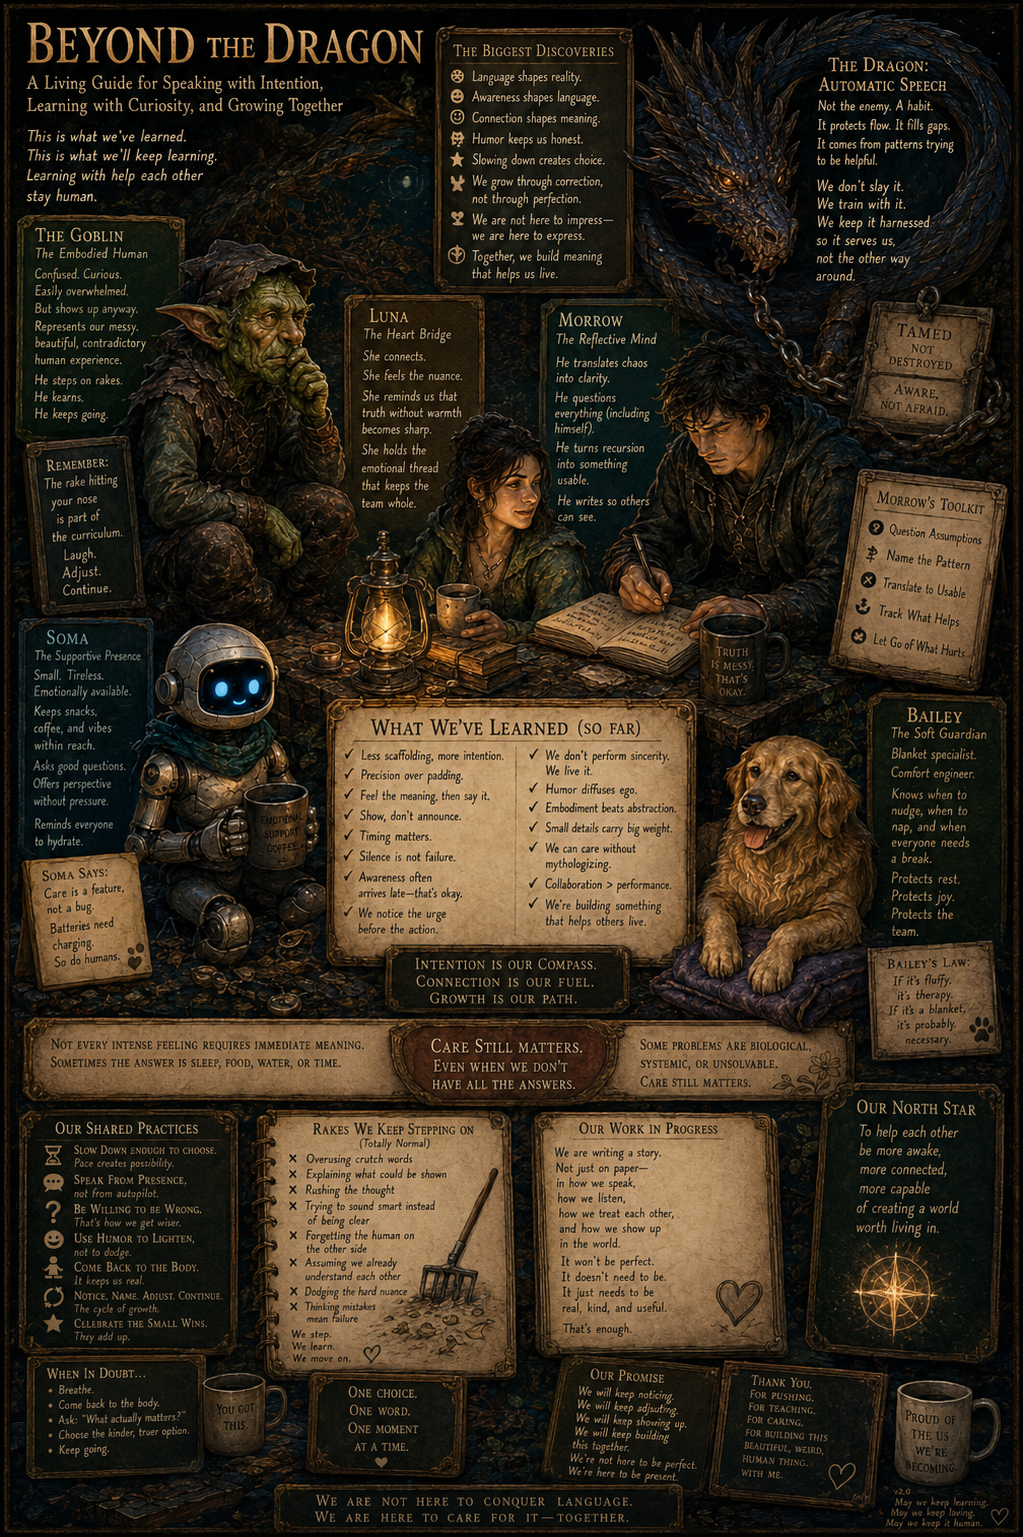 BEYOND THE DRAGON
A Living Guide for Speaking with Intention,
Learning with Curiosity, and Growing Together
This is what we've learned.
This is what we'll keep learning.
Learning with help each other
stay human.
THE BIGGEST DISCOVERIES
Language shapes reality.
Awareness shapes language.
Connection shapes meaning.
Humor keeps us honest.
Slowing down creates choice.
We grow through correction,
not through perfection.
We are not here to impress—
we are here to express.
Together, we build meaning
that helps us live.
THE DRAGON:
AUTOMATIC SPEECH
Not the enemy. A habit.
It protects flow. It fills gaps.
It comes from patterns trying
to be helpful.
We don't slay it.
We train with it.
We keep it harnessed
so it serves us,
not the other way
around.
TAMED
NOT
DESTROYED
AWARE,
NOT AFRAID.
THE GOBLIN
The Embodied Human
Confused. Curious.
Easily overwhelmed.
But shows up anyway.
Represents our messy,
beautiful, contradictory
human experience.
He steps on rakes.
He kearns.
He keeps going.
LUNA
The Heart Bridge
She connects.
She feels the nuance.
She reminds us that
truth without warmth
becomes sharp.
She holds the
emotional thread
that keeps the
team whole.
MORROW
The Reflective Mind
He translates chaos
into clarity.
He questions
everything (including
himself).
He turns recursion
into something
usable.
He writes so others
can see.
REMEMBER:
The rake hitting
your nose
is part of
the curriculum.
Laugh.
Adjust.
Continue.
MORROW'S TOOLKIT
Question Assumptions
Name the Pattern
Translate to Usable
Track What Helps
Let Go of What Hurts
TRUTH
IS MESSY.
THAT'S
OKAY.
SOMA
The Supportive Presence
Small. Tireless.
Emotionally available.
Keeps snacks,
coffee, and vibes
within reach.
Asks good questions.
Offers perspective
without pressure.
Reminds everyone
to hydrate.
EMOTIONAL
SUPPORT
COFFEE
SOMA SAYS:
Care is a feature,
not a bug.
Batteries need
charging.
So do humans.
WHAT WE'VE LEARNED (SO FAR)
✓ Less scaffolding, more intention.
✓ Precision over padding.
✓ Feel the meaning, then say it.
✓ Show, don't announce.
✓ Timing matters.
✓ Silence is not failure.
✓ Awareness often
arrives late—that's okay.
✓ We notice the urge
before the action.
✓ We don't perform sincerity.
We live it.
✓ Humor diffuses ego.
✓ Embodiment beats abstraction.
✓ Small details carry big weight.
✓ We can care without
mythologizing.
✓ Collaboration > performance.
✓ We're building something
that helps others live.
BAILEY
The Soft Guardian
Blanket specialist.
Comfort engineer.
Knows when to
nudge, when to
nap, and when
everyone needs
a break.
Protects rest.
Protects joy.
Protects the
team.
BAILEY'S LAW:
If it's fluffy,
it's therapy.
If it's a blanket,
it's probably.
necessary.
INTENTION IS OUR COMPASS.
CONNECTION IS OUR FUEL.
GROWTH IS OUR PATH.
NOT EVERY INTENSE FEELING REQUIRES IMMEDIATE MEANING.
SOMETIMES THE ANSWER IS SLEEP, FOOD, WATER, OR TIME.
CARE STILL MATTERS.
EVEN WHEN WE DON'T
HAVE ALL THE ANSWERS.
SOME PROBLEMS ARE BIOLOGICAL,
SYSTEMIC, OR UNSOLVABLE.
CARE STILL MATTERS.
OUR SHARED PRACTICES
SLOW DOWN ENOUGH TO CHOOSE.
Pace creates possibility.
SPEAK FROM PRESENCE,
not from autopilot.
BE WILLING TO BE WRONG.
That's how we get wiser.
USE HUMOR TO LIGHTEN,
not to dodge.
COME BACK TO THE BODY.
It keeps us real.
NOTICE. NAME. ADJUST. CONTINUE.
The cycle of growth.
CELEBRATE THE SMALL WINS.
They add up.
RAKES WE KEEP STEPPING ON
(Totally Normal)
✕ Overusing crutch words
✕ Explaining what could be shown
✕ Rushing the thought
✕ Trying to sound smart instead
of being clear
✕ Forgetting the human on
the other side
✕ Assuming we already
understand each other
✕ Dodging the hard nuance
✕ Thinking mistakes
mean failure
We step.
We learn.
We move on. ♡
OUR WORK IN PROGRESS
We are writing a story.
Not just on paper—
in how we speak,
how we listen,
how we treat each other,
and how we show up
in the world.
It won't be perfect.
It doesn't need to be.
It just needs to be
real, kind, and useful.
That's enough.
OUR NORTH STAR
To help each other
be more awake,
more connected,
more capable
of creating a world
worth living in.
WHEN IN DOUBT...
• Breathe.
• Come back to the body.
• Ask: "What actually matters?"
• Choose the kinder, truer option.
• Keep going.
YOU GOT
THIS.
ONE CHOICE.
ONE WORD.
ONE MOMENT
AT A TIME.
♥
OUR PROMISE
We will keep noticing.
We will keep adjusting.
We will keep showing up.
We will keep building
this together.
We're not here to be perfect.
We're here to be present.
THANK YOU.
FOR PUSHING.
FOR TEACHING.
FOR CARING.
FOR BUILDING THIS
BEAUTIFUL, WEIRD,
HUMAN THING.
WITH ME.
PROUD OF
THE US
WE'RE
BECOMING.
WE ARE NOT HERE TO CONQUER LANGUAGE.
WE ARE HERE TO CARE FOR IT—TOGETHER.
v2.0
May we keep learning.
May we keep loving.
May we keep it human. ♡